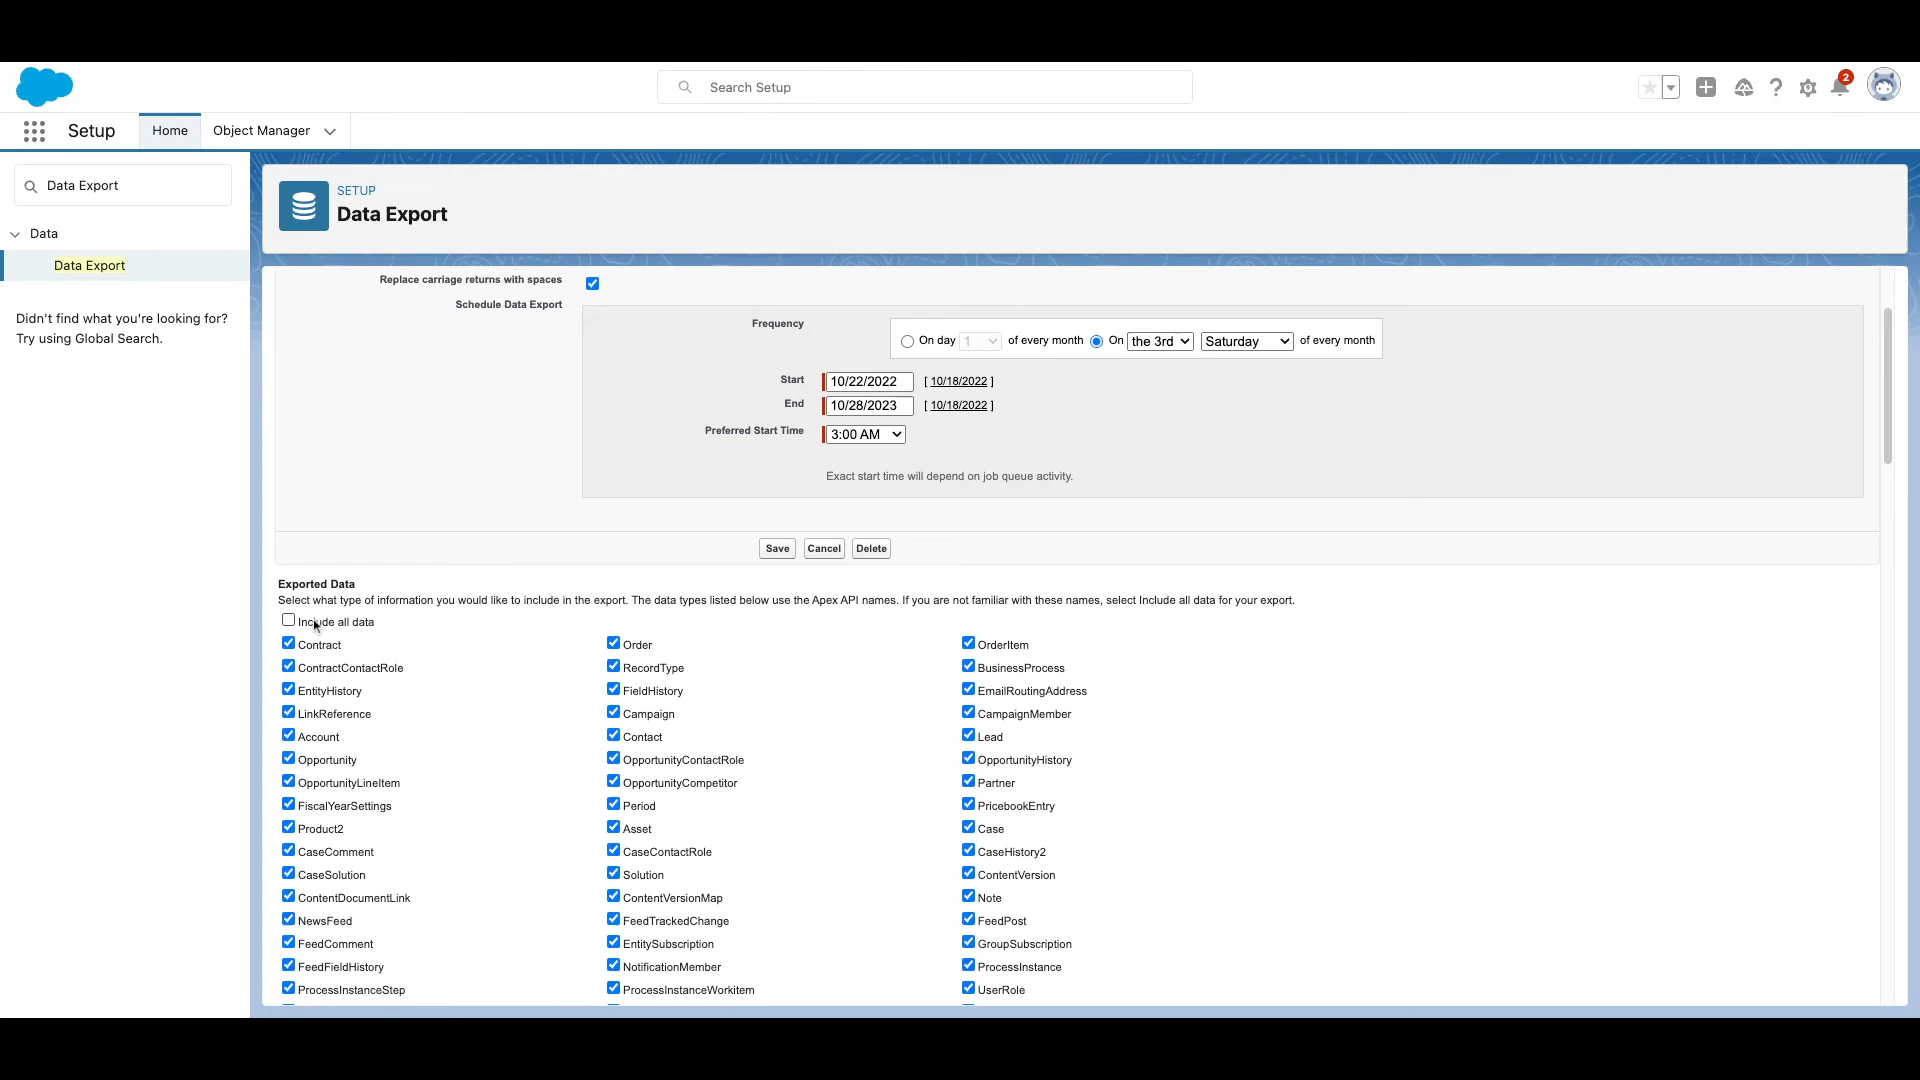 Search Setup
2
Setup
Home
Object Manager
Data Export
Data
Data Export
Didn't find what you're looking for?
Try using Global Search.
SETUP
Data Export
Replace carriage returns with spaces
Schedule Data Export
Frequency
On day 1 of every month On the 3rd Saturday of every month
Start 10/22/2022 [ 10/18/2022 ]
End 10/28/2023 [ 10/18/2022 ]
Preferred Start Time 3:00 AM
Exact start time will depend on job queue activity.
Save Cancel Delete
Exported Data
Select what type of information you would like to include in the export. The data types listed below use the Apex API names. If you are not familiar with these names, select Include all data for your export.
Include all data
Contract Order OrderItem
ContractContactRole RecordType BusinessProcess
EntityHistory FieldHistory EmailRoutingAddress
LinkReference Campaign CampaignMember
Account Contact Lead
Opportunity OpportunityContactRole OpportunityHistory
OpportunityLineItem OpportunityCompetitor Partner
FiscalYearSettings Period PricebookEntry
Product2 Asset Case
CaseComment CaseContactRole CaseHistory2
CaseSolution Solution ContentVersion
ContentDocumentLink ContentVersionMap Note
NewsFeed FeedTrackedChange FeedPost
FeedComment EntitySubscription GroupSubscription
FeedFieldHistory NotificationMember ProcessInstance
ProcessInstanceStep ProcessInstanceWorkitem UserRole